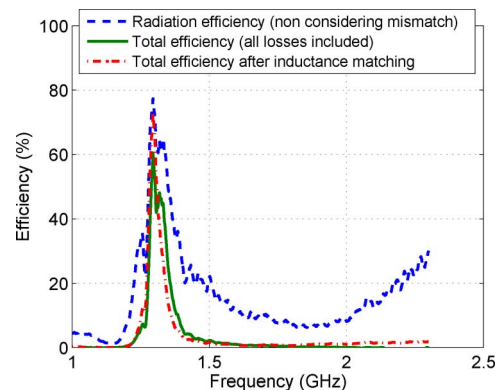 Radiation efficiency (non considering mismatch)
Total efficiency (all losses included)
Total efficiency after inductance matching
100
80
60
40
20
0
Efficiency (%)
1 1.5 2 2.5
Frequency (GHz)